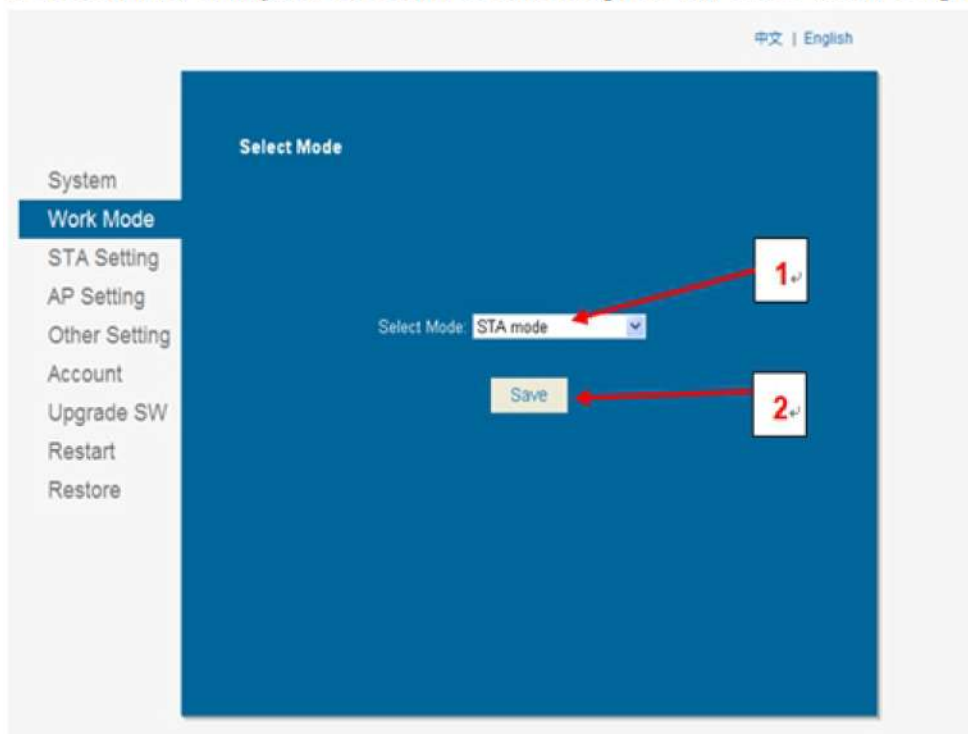 中文 | English
Select Mode
System
Work Mode
STA Setting
AP Setting
Other Setting
Account
Upgrade SW
Restart
Restore
Select Mode: STA mode
Save
1↵
2↵